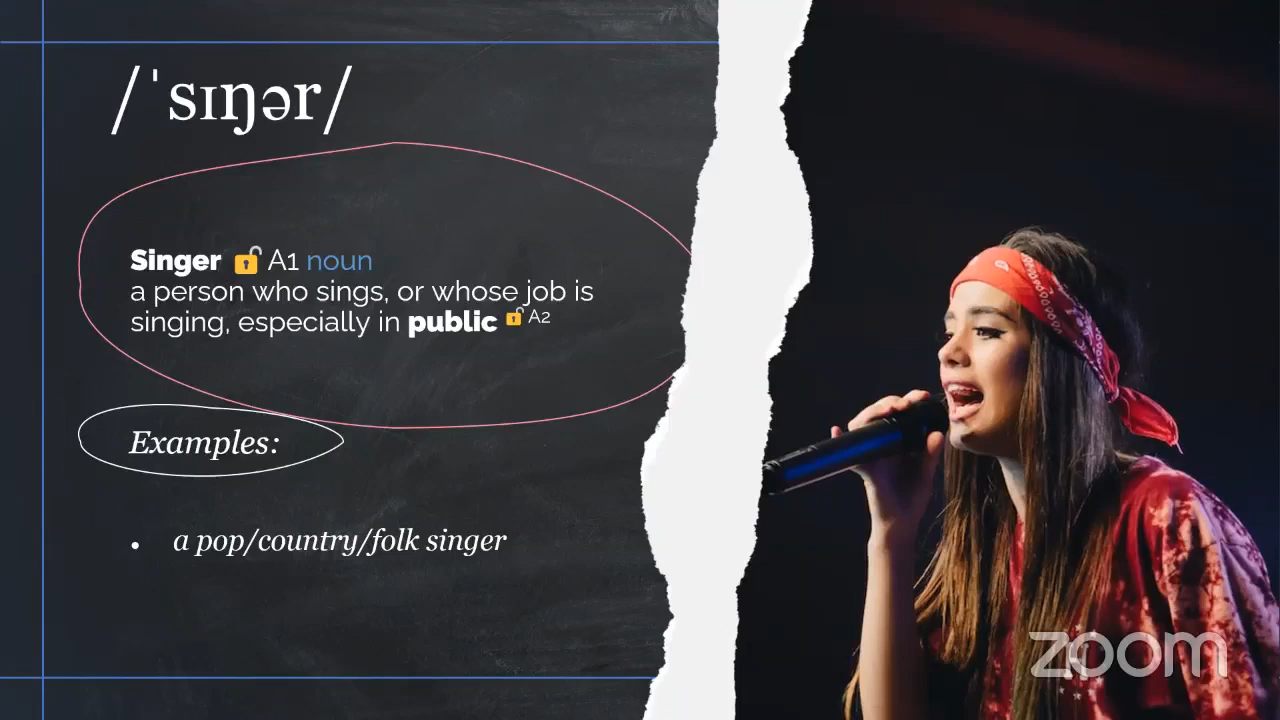 /ˈsɪŋər/
Singer 🔓 A1 noun
a person who sings, or whose job is
singing, especially in public 🔓 A2
Examples:
• a pop/country/folk singer
zoom